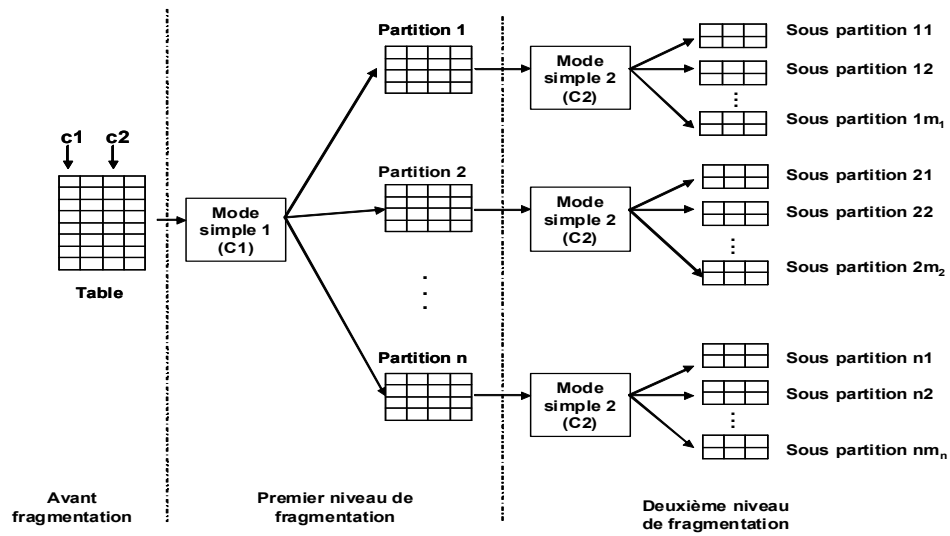 c1 c2
Table
Mode
simple 1
(C1)
Partition 1
Partition 2
Partition n
Mode
simple 2
(C2)
Sous partition 11
Sous partition 12
Sous partition 1m₁
Mode
simple 2
(C2)
Sous partition 21
Sous partition 22
Sous partition 2m₂
Mode
simple 2
(C2)
Sous partition n1
Sous partition n2
Sous partition nmₙ
Avant
fragmentation
Premier niveau de
fragmentation
Deuxième niveau
de fragmentation